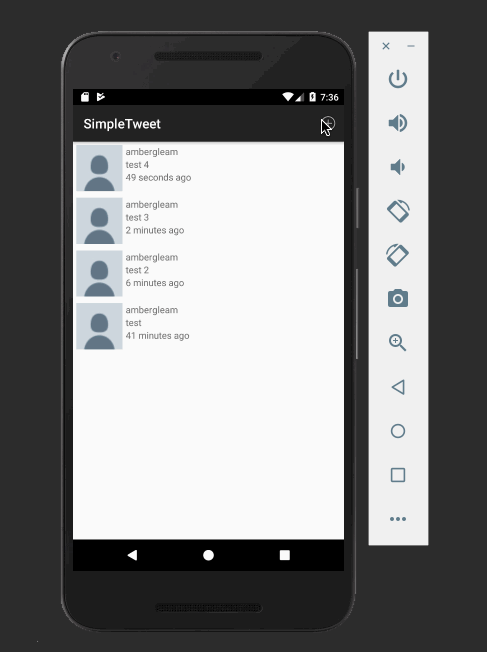 7:36
SimpleTweet
ambergleam
test 4
49 seconds ago
ambergleam
test 3
2 minutes ago
ambergleam
test 2
6 minutes ago
ambergleam
test
41 minutes ago